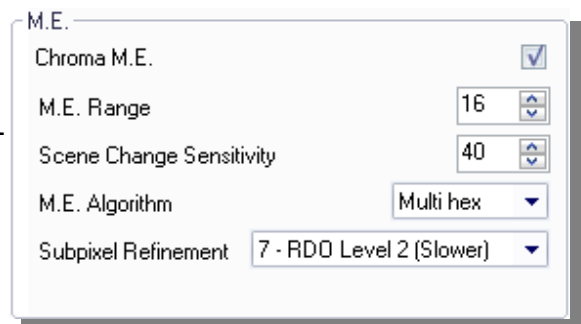 M.E.
Chroma M.E.
M.E. Range 16
Scene Change Sensitivity 40
M.E. Algorithm Multi hex
Subpixel Refinement 7 - RDO Level 2 (Slower)